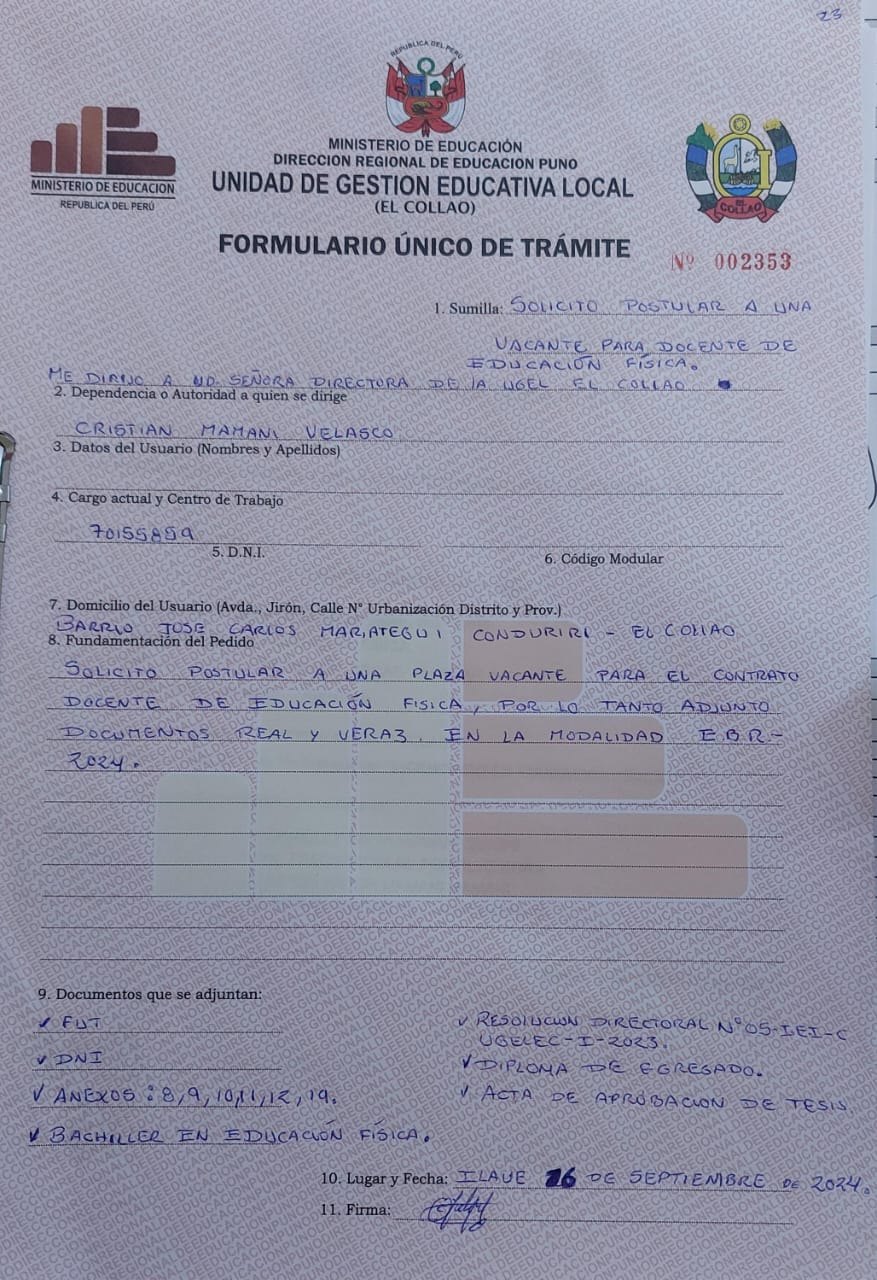 23
REPUBLICA DEL PERÚ
MINISTERIO DE EDUCACION
REPUBLICA DEL PERÚ
MINISTERIO DE EDUCACIÓN
DIRECCION REGIONAL DE EDUCACION PUNO
UNIDAD DE GESTION EDUCATIVA LOCAL
(EL COLLAO)
EL COLLAO
FORMULARIO ÚNICO DE TRÁMITE
Nº 002353
1. Sumilla: SOLICITO POSTULAR A UNA
VACANTE PARA DOCENTE DE
EDUCACIÓN FÍSICA.
ME DIRIJO A UD. SEÑORA DIRECTORA DE LA UGEL EL COLLAO
2. Dependencia o Autoridad a quien se dirige
CRISTIAN MAMANI VELASCO
3. Datos del Usuario (Nombres y Apellidos)
4. Cargo actual y Centro de Trabajo
70155859
5. D.N.I.
6. Código Modular
7. Domicilio del Usuario (Avda., Jirón, Calle N° Urbanización Distrito y Prov.)
BARRIO JOSE CARLOS MARIATEGUI CONDURIRI - EL COLLAO
8. Fundamentación del Pedido
SOLICITO POSTULAR A UNA PLAZA VACANTE PARA EL CONTRATO
DOCENTE DE EDUCACIÓN FISICA, POR LO TANTO ADJUNTO
DOCUMENTOS REAL Y VERAZ. EN LA MODALIDAD E.B.R.-
2024.
9. Documentos que se adjuntan:
✓ FUT
✓ DNI
✓ ANEXOS: 8, 9, 10, 11, 12, 19.
✓ BACHILLER EN EDUCACIÓN FÍSICA.
✓ RESOLUCION DIRECTORAL N°05-IEI-C
UGELEC-I-2023.
✓ DIPLOMA DE EGRESADO.
✓ ACTA DE APROBACION DE TESIS
10. Lugar y Fecha: ILAVE 16 DE SEPTIEMBRE DE 2024.
11. Firma: